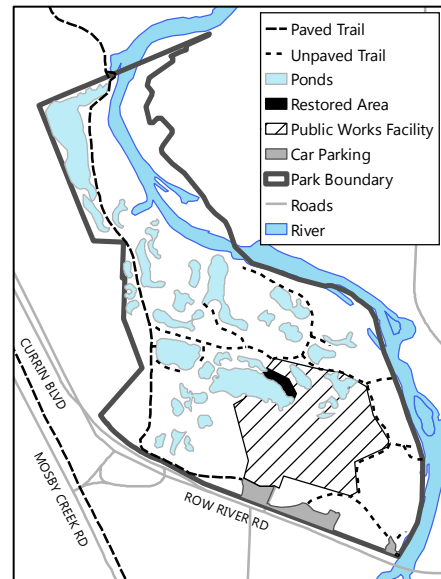 Paved Trail
Unpaved Trail
Ponds
Restored Area
Public Works Facility
Car Parking
Park Boundary
Roads
River
CURRIN BLVD
MOSBY CREEK RD
ROW RIVER RD